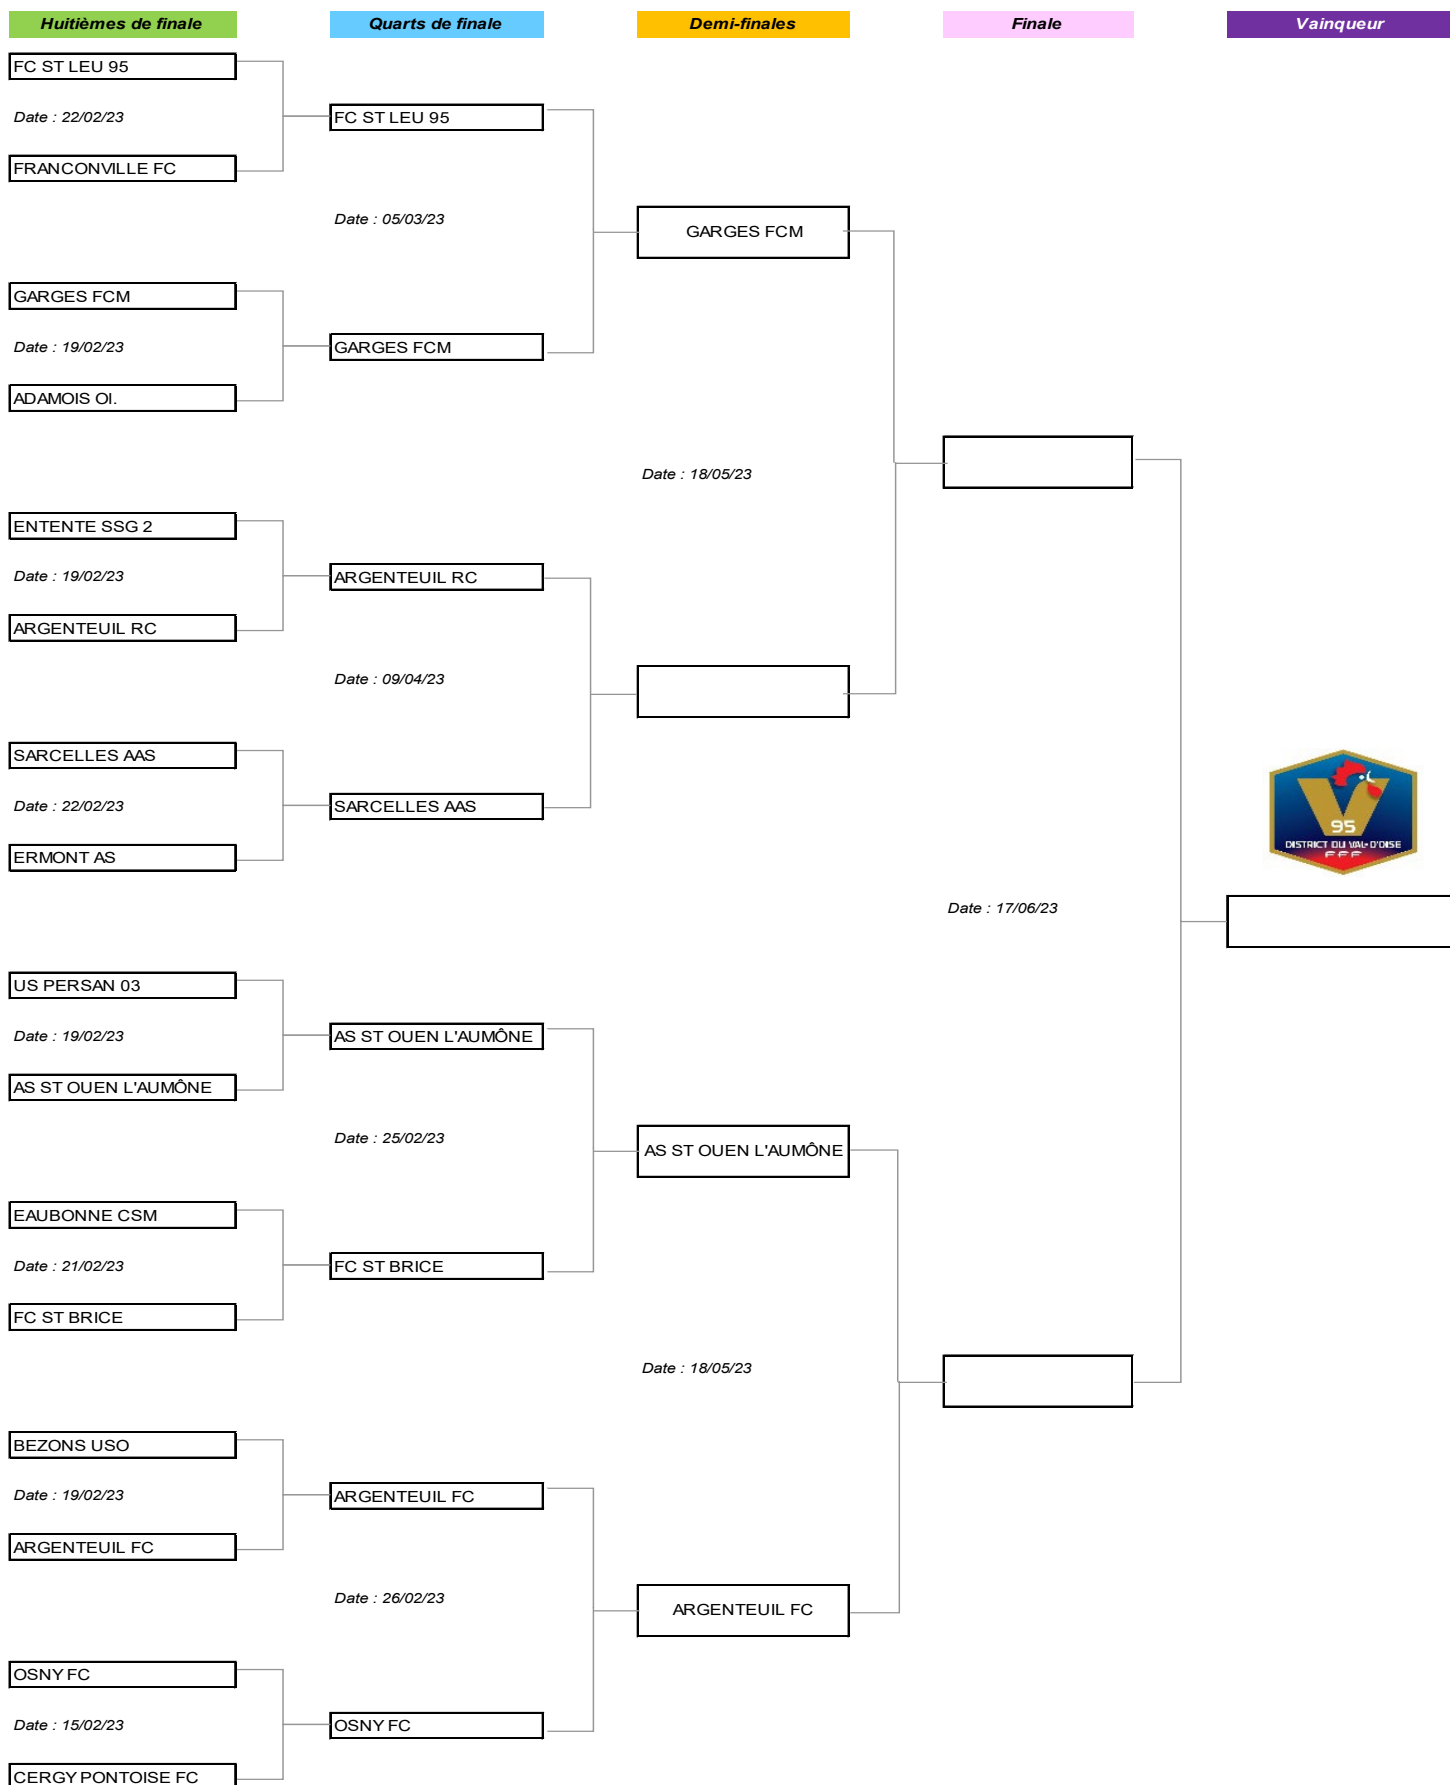 Huitièmes de finale
Quarts de finale
Demi-finales
Finale
Vainqueur
FC ST LEU 95
Date : 22/02/23
FC ST LEU 95
FRANCONVILLE FC
Date : 05/03/23
GARGES FCM
GARGES FCM
Date : 19/02/23
GARGES FCM
ADAMOIS Ol.
Date : 18/05/23
ENTENTE SSG 2
Date : 19/02/23
ARGENTEUIL RC
ARGENTEUIL RC
Date : 09/04/23
SARCELLES AAS
Date : 22/02/23
SARCELLES AAS
ERMONT AS
95
DISTRICT DU VAL-D'OISE
FFF
Date : 17/06/23
US PERSAN 03
Date : 19/02/23
AS ST OUEN L'AUMÔNE
AS ST OUEN L'AUMÔNE
Date : 25/02/23
AS ST OUEN L'AUMÔNE
EAUBONNE CSM
Date : 21/02/23
FC ST BRICE
FC ST BRICE
Date : 18/05/23
BEZONS USO
Date : 19/02/23
ARGENTEUIL FC
ARGENTEUIL FC
Date : 26/02/23
ARGENTEUIL FC
OSNY FC
Date : 15/02/23
OSNY FC
CERGY PONTOISE FC